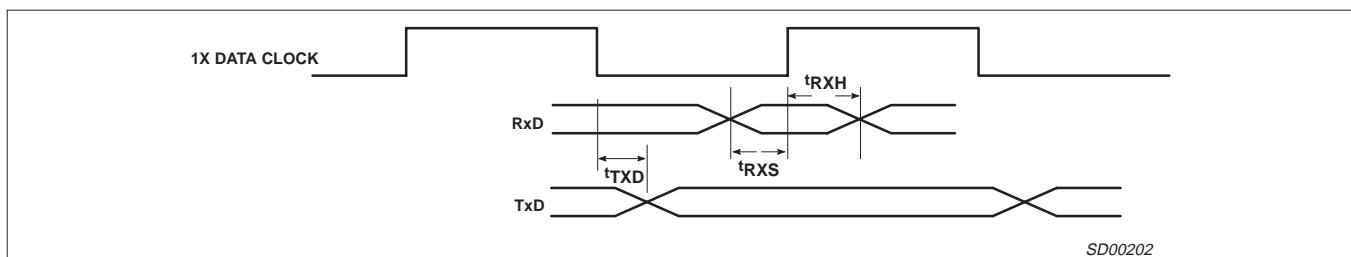 1X DATA CLOCK
tRXH
RxD
tRXS
tTXD
TxD
SD00202